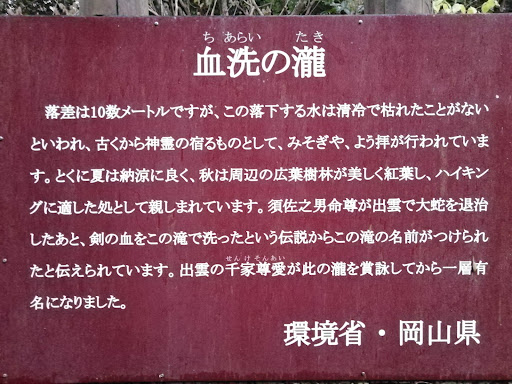 ち あらい たき
血洗の瀧
落差は10数メートルですが、この落下する水は清冷で枯れたことがない
といわれ、古くから神霊の宿るものとして、みそぎや、よう拝が行われていま
す。とくに夏は納涼に良く、秋は周辺の広葉樹林が美しく紅葉し、ハイキン
グに適した処として親しまれています。須佐之男命尊が出雲で大蛇を退治
したあと、剣の血をこの滝で洗ったという伝説からこの滝の名前がつけられ
たと伝えられています。出雲の千家尊愛が此の瀧を賞詠してから一層有
せんけそんあい
名になりました。
環境省・岡山県